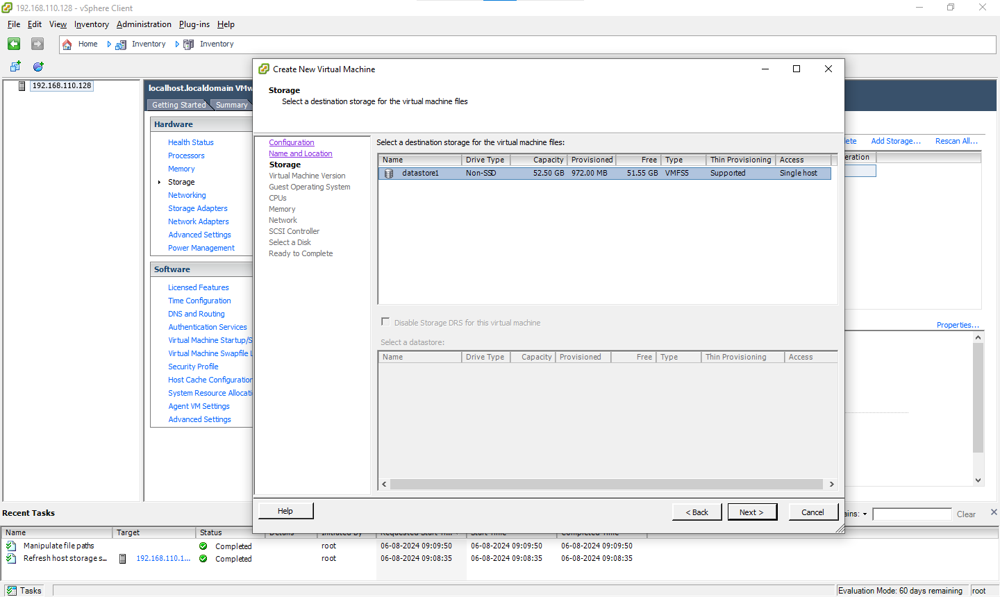 192.168.110.128 - vSphere Client
File Edit View Inventory Administration Plug-ins Help
Home Inventory Inventory
192.168.110.128
localhost.localdomain VMw
Getting Started Summary
Hardware
Health Status
Processors
Memory
Storage
Networking
Storage Adapters
Network Adapters
Advanced Settings
Power Management
Software
Licensed Features
Time Configuration
DNS and Routing
Authentication Services
Virtual Machine Startup/S
Virtual Machine Swapfile L
Security Profile
Host Cache Configuration
System Resource Allocati
Agent VM Settings
Advanced Settings
Create New Virtual Machine
Storage
Select a destination storage for the virtual machine files
Configuration
Name and Location
Storage
Virtual Machine Version
Guest Operating System
CPUs
Memory
Network
SCSI Controller
Select a Disk
Ready to Complete
Select a destination storage for the virtual machine files:
Name Drive Type Capacity Provisioned Free Type Thin Provisioning Access
datastore1 Non-SSD 52.50 GB 972.00 MB 51.55 GB VMFS5 Supported Single host
Disable Storage DRS for this virtual machine
Select a datastore:
Name Drive Type Capacity Provisioned Free Type Thin Provisioning Access
Help < Back Next > Cancel
lete Add Storage... Rescan All...
eration
Properties...
Recent Tasks
ains: Clear
Name Target Status Details Initiated By Requested Start Ti... Start Time Completed Time
Manipulate file paths Completed root 06-08-2024 09:09:50 06-08-2024 09:09:50 06-08-2024 09:09:50
Refresh host storage s... 192.168.110.1... Completed root 06-08-2024 09:08:35 06-08-2024 09:08:35 06-08-2024 09:08:35
Tasks Evaluation Mode: 60 days remaining root